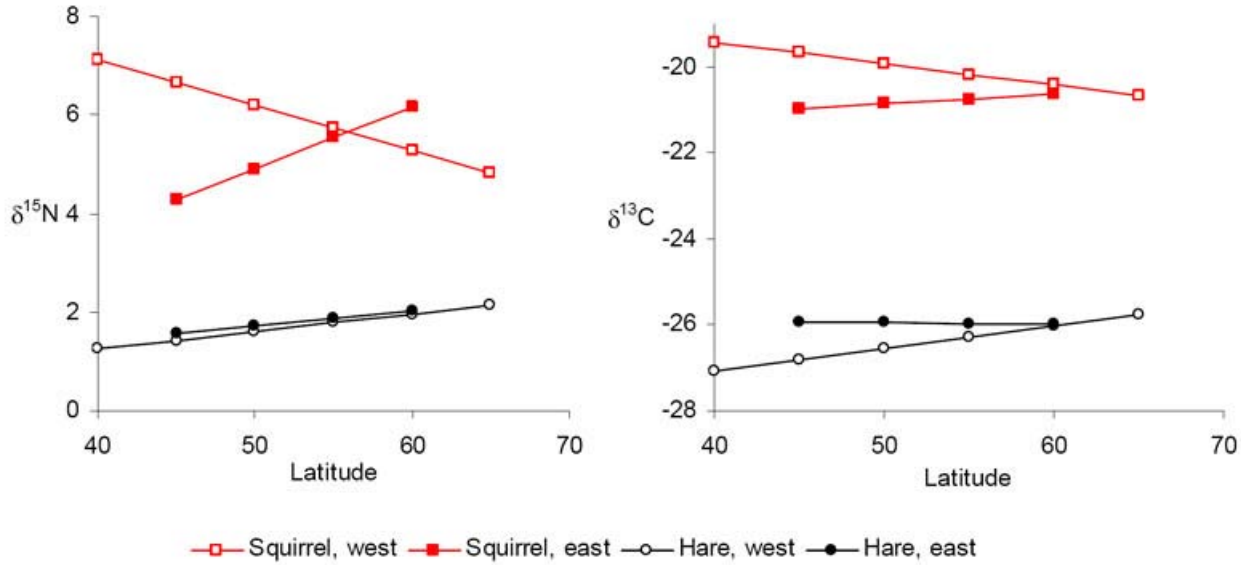 8
6
δ15N 4
2
0
40 50 60 70
Latitude
-20
-22
δ13C -24
-26
-28
40 50 60 70
Latitude
Squirrel, west Squirrel, east Hare, west Hare, east